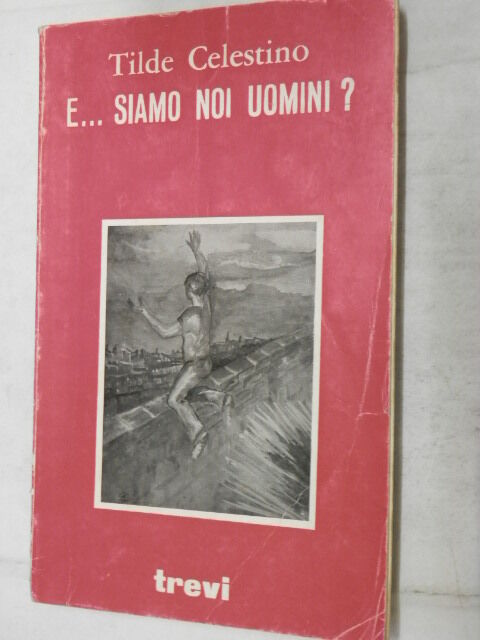 Tilde Celestino
E... SIAMO NOI UOMINI?
trevi